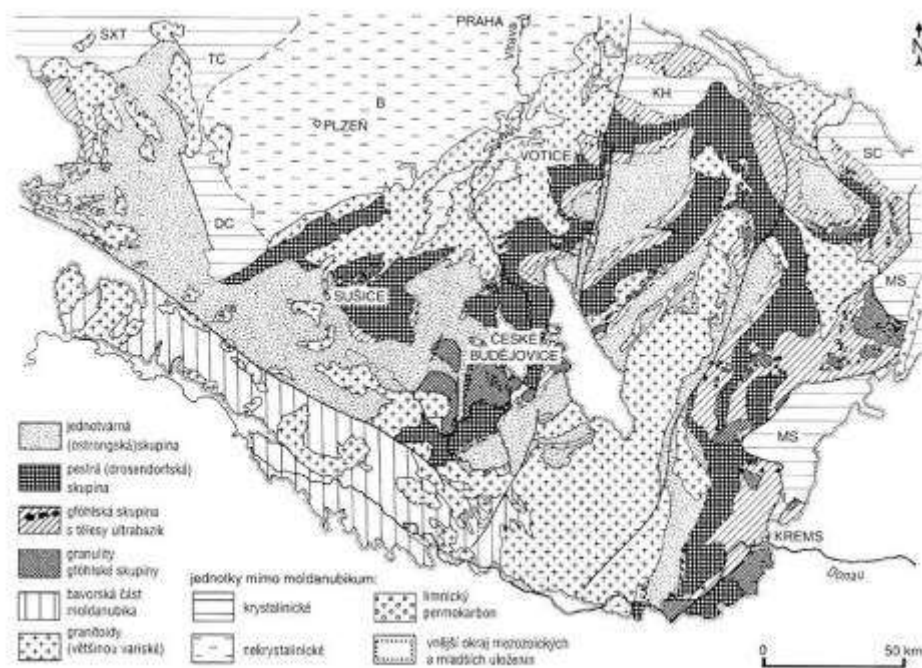 PRAHA
Vltava
SXT
TC
B
KH
PLZEŇ
VOTICE
SC
DC
SUŠICE
MS
ČESKÉ
BUDĚJOVICE
MS
KREMS
Donau
jednotvárná
(ostrongská)skupina
pestrá (drosendorfská)
skupina
gföhlská skupina
s tělesy ultrabazik
granulity
gföhlské skupiny
bavorská část
moldanubika
granitoidy
(většinou variské)
jednotky mimo moldanubikum:
krystalinické
nekrystalinické
limnický
permokarbon
vnější okraj mezozoických
a mladších uloženin
0 50 km